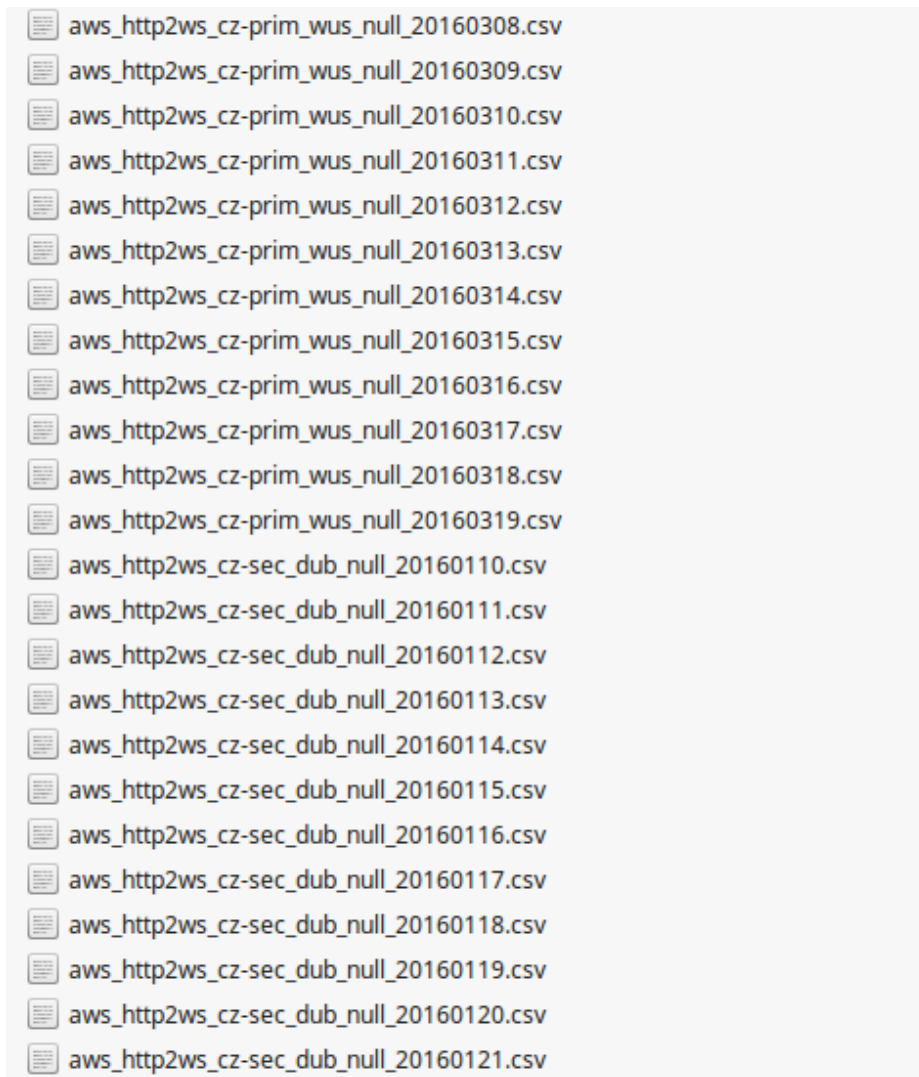 aws_http2ws_cz-prim_wus_null_20160308.csv
aws_http2ws_cz-prim_wus_null_20160309.csv
aws_http2ws_cz-prim_wus_null_20160310.csv
aws_http2ws_cz-prim_wus_null_20160311.csv
aws_http2ws_cz-prim_wus_null_20160312.csv
aws_http2ws_cz-prim_wus_null_20160313.csv
aws_http2ws_cz-prim_wus_null_20160314.csv
aws_http2ws_cz-prim_wus_null_20160315.csv
aws_http2ws_cz-prim_wus_null_20160316.csv
aws_http2ws_cz-prim_wus_null_20160317.csv
aws_http2ws_cz-prim_wus_null_20160318.csv
aws_http2ws_cz-prim_wus_null_20160319.csv
aws_http2ws_cz-sec_dub_null_20160110.csv
aws_http2ws_cz-sec_dub_null_20160111.csv
aws_http2ws_cz-sec_dub_null_20160112.csv
aws_http2ws_cz-sec_dub_null_20160113.csv
aws_http2ws_cz-sec_dub_null_20160114.csv
aws_http2ws_cz-sec_dub_null_20160115.csv
aws_http2ws_cz-sec_dub_null_20160116.csv
aws_http2ws_cz-sec_dub_null_20160117.csv
aws_http2ws_cz-sec_dub_null_20160118.csv
aws_http2ws_cz-sec_dub_null_20160119.csv
aws_http2ws_cz-sec_dub_null_20160120.csv
aws_http2ws_cz-sec_dub_null_20160121.csv